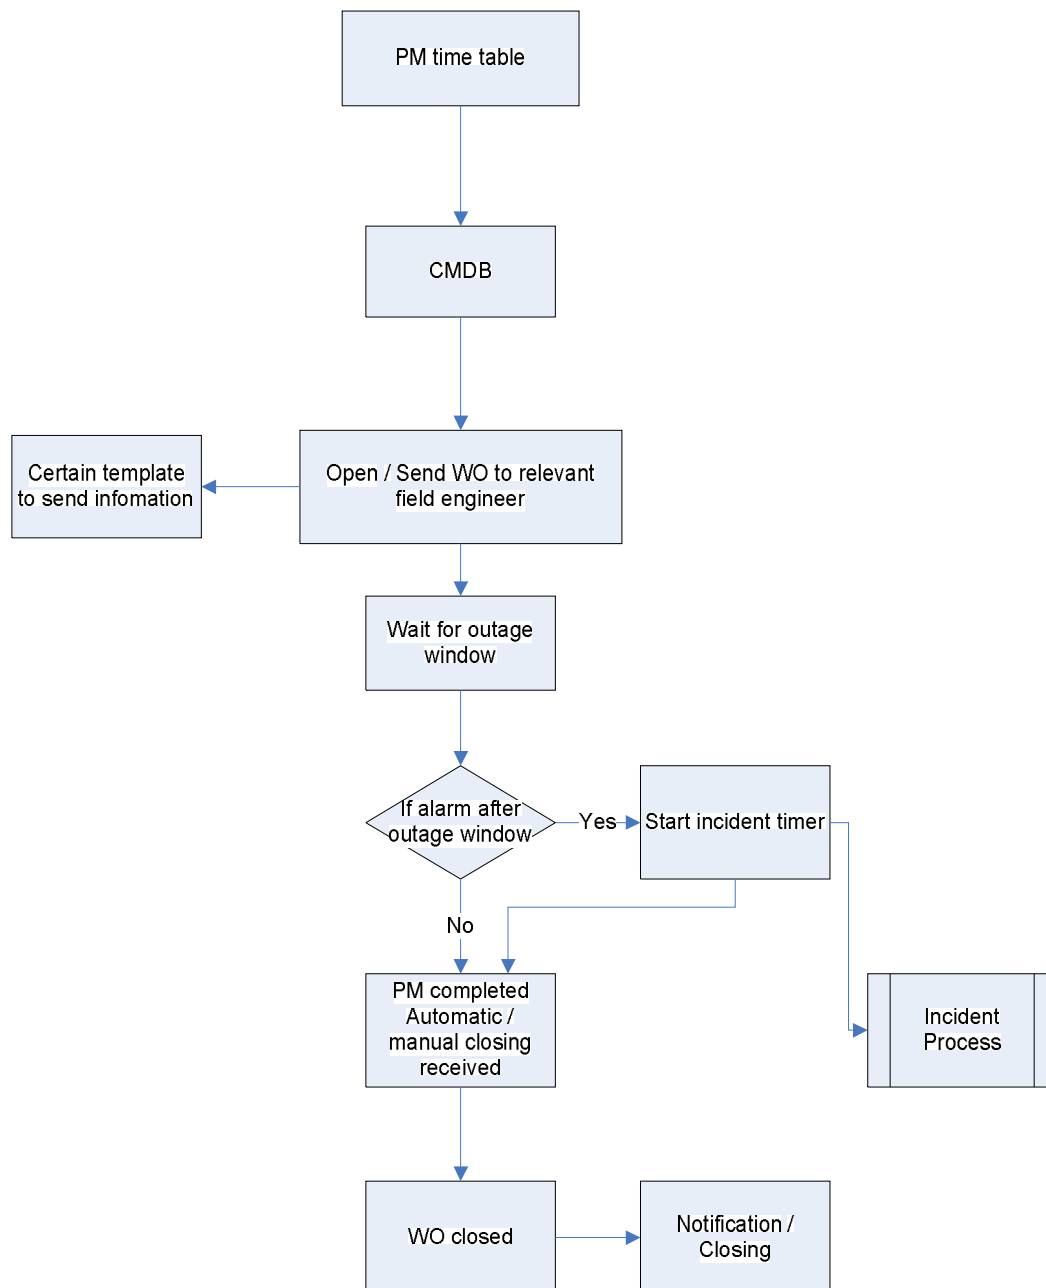 PM time table
CMDB
Certain template
to send infomation
Open / Send WO to relevant
field engineer
Wait for outage
window
If alarm after
outage window
Yes
Start incident timer
No
PM completed
Automatic /
manual closing
received
Incident
Process
WO closed
Notification /
Closing